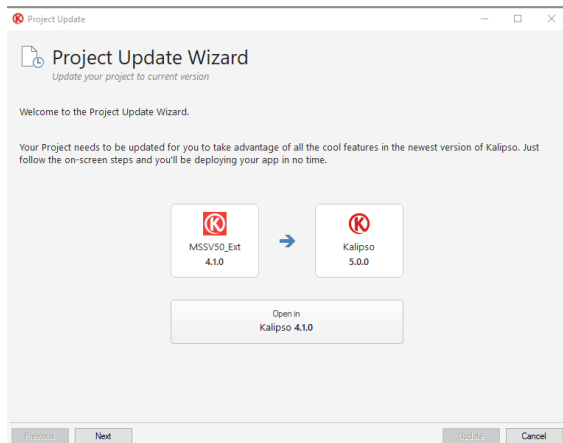 Project Update
Project Update Wizard
Update your project to current version
Welcome to the Project Update Wizard.
Your Project needs to be updated for you to take advantage of all the cool features in the newest version of Kalipso. Just
follow the on-screen steps and you'll be deploying your app in no time.
MSSV50_Ext
4.1.0
Kalipso
5.0.0
Open in
Kalipso 4.1.0
Previous
Next
Update
Cancel